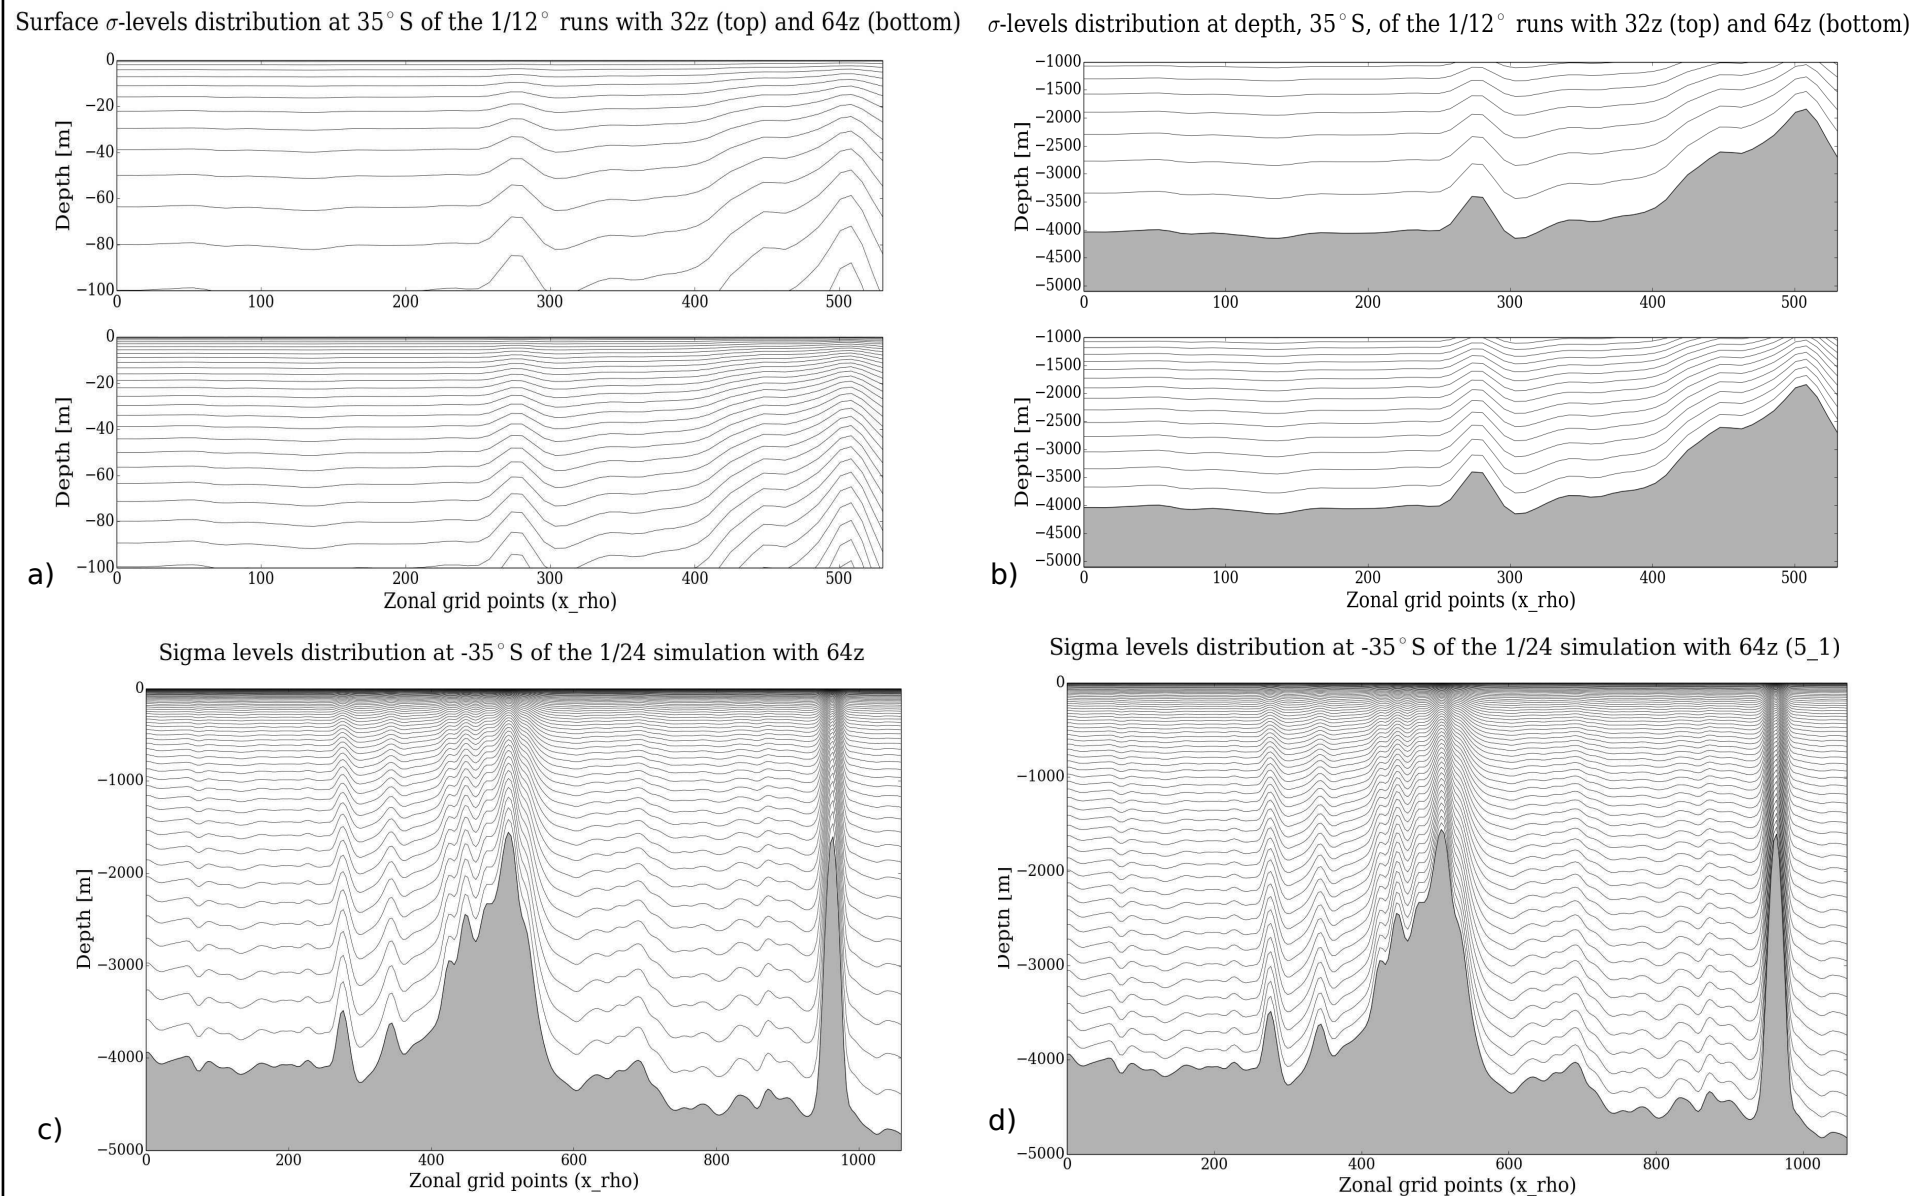 Surface σ-levels distribution at 35°S of the 1/12° runs with 32z (top) and 64z (bottom)
0
−20
−40
−60
−80
−100
Depth [m]
0 100 200 300 400 500
0
−20
−40
−60
−80
−100
Depth [m]
0 100 200 300 400 500
Zonal grid points (x_rho)
a)
σ-levels distribution at depth, 35°S, of the 1/12° runs with 32z (top) and 64z (bottom)
−1000
−1500
−2000
−2500
−3000
−3500
−4000
−4500
−5000
Depth [m]
0 100 200 300 400 500
−1000
−1500
−2000
−2500
−3000
−3500
−4000
−4500
−5000
Depth [m]
0 100 200 300 400 500
Zonal grid points (x_rho)
b)
Sigma levels distribution at -35°S of the 1/24 simulation with 64z
0
−1000
−2000
−3000
−4000
−5000
Depth [m]
0 200 400 600 800 1000
Zonal grid points (x_rho)
c)
Sigma levels distribution at -35°S of the 1/24 simulation with 64z (5_1)
0
−1000
−2000
−3000
−4000
−5000
Depth [m]
0 200 400 600 800 1000
Zonal grid points (x_rho)
d)